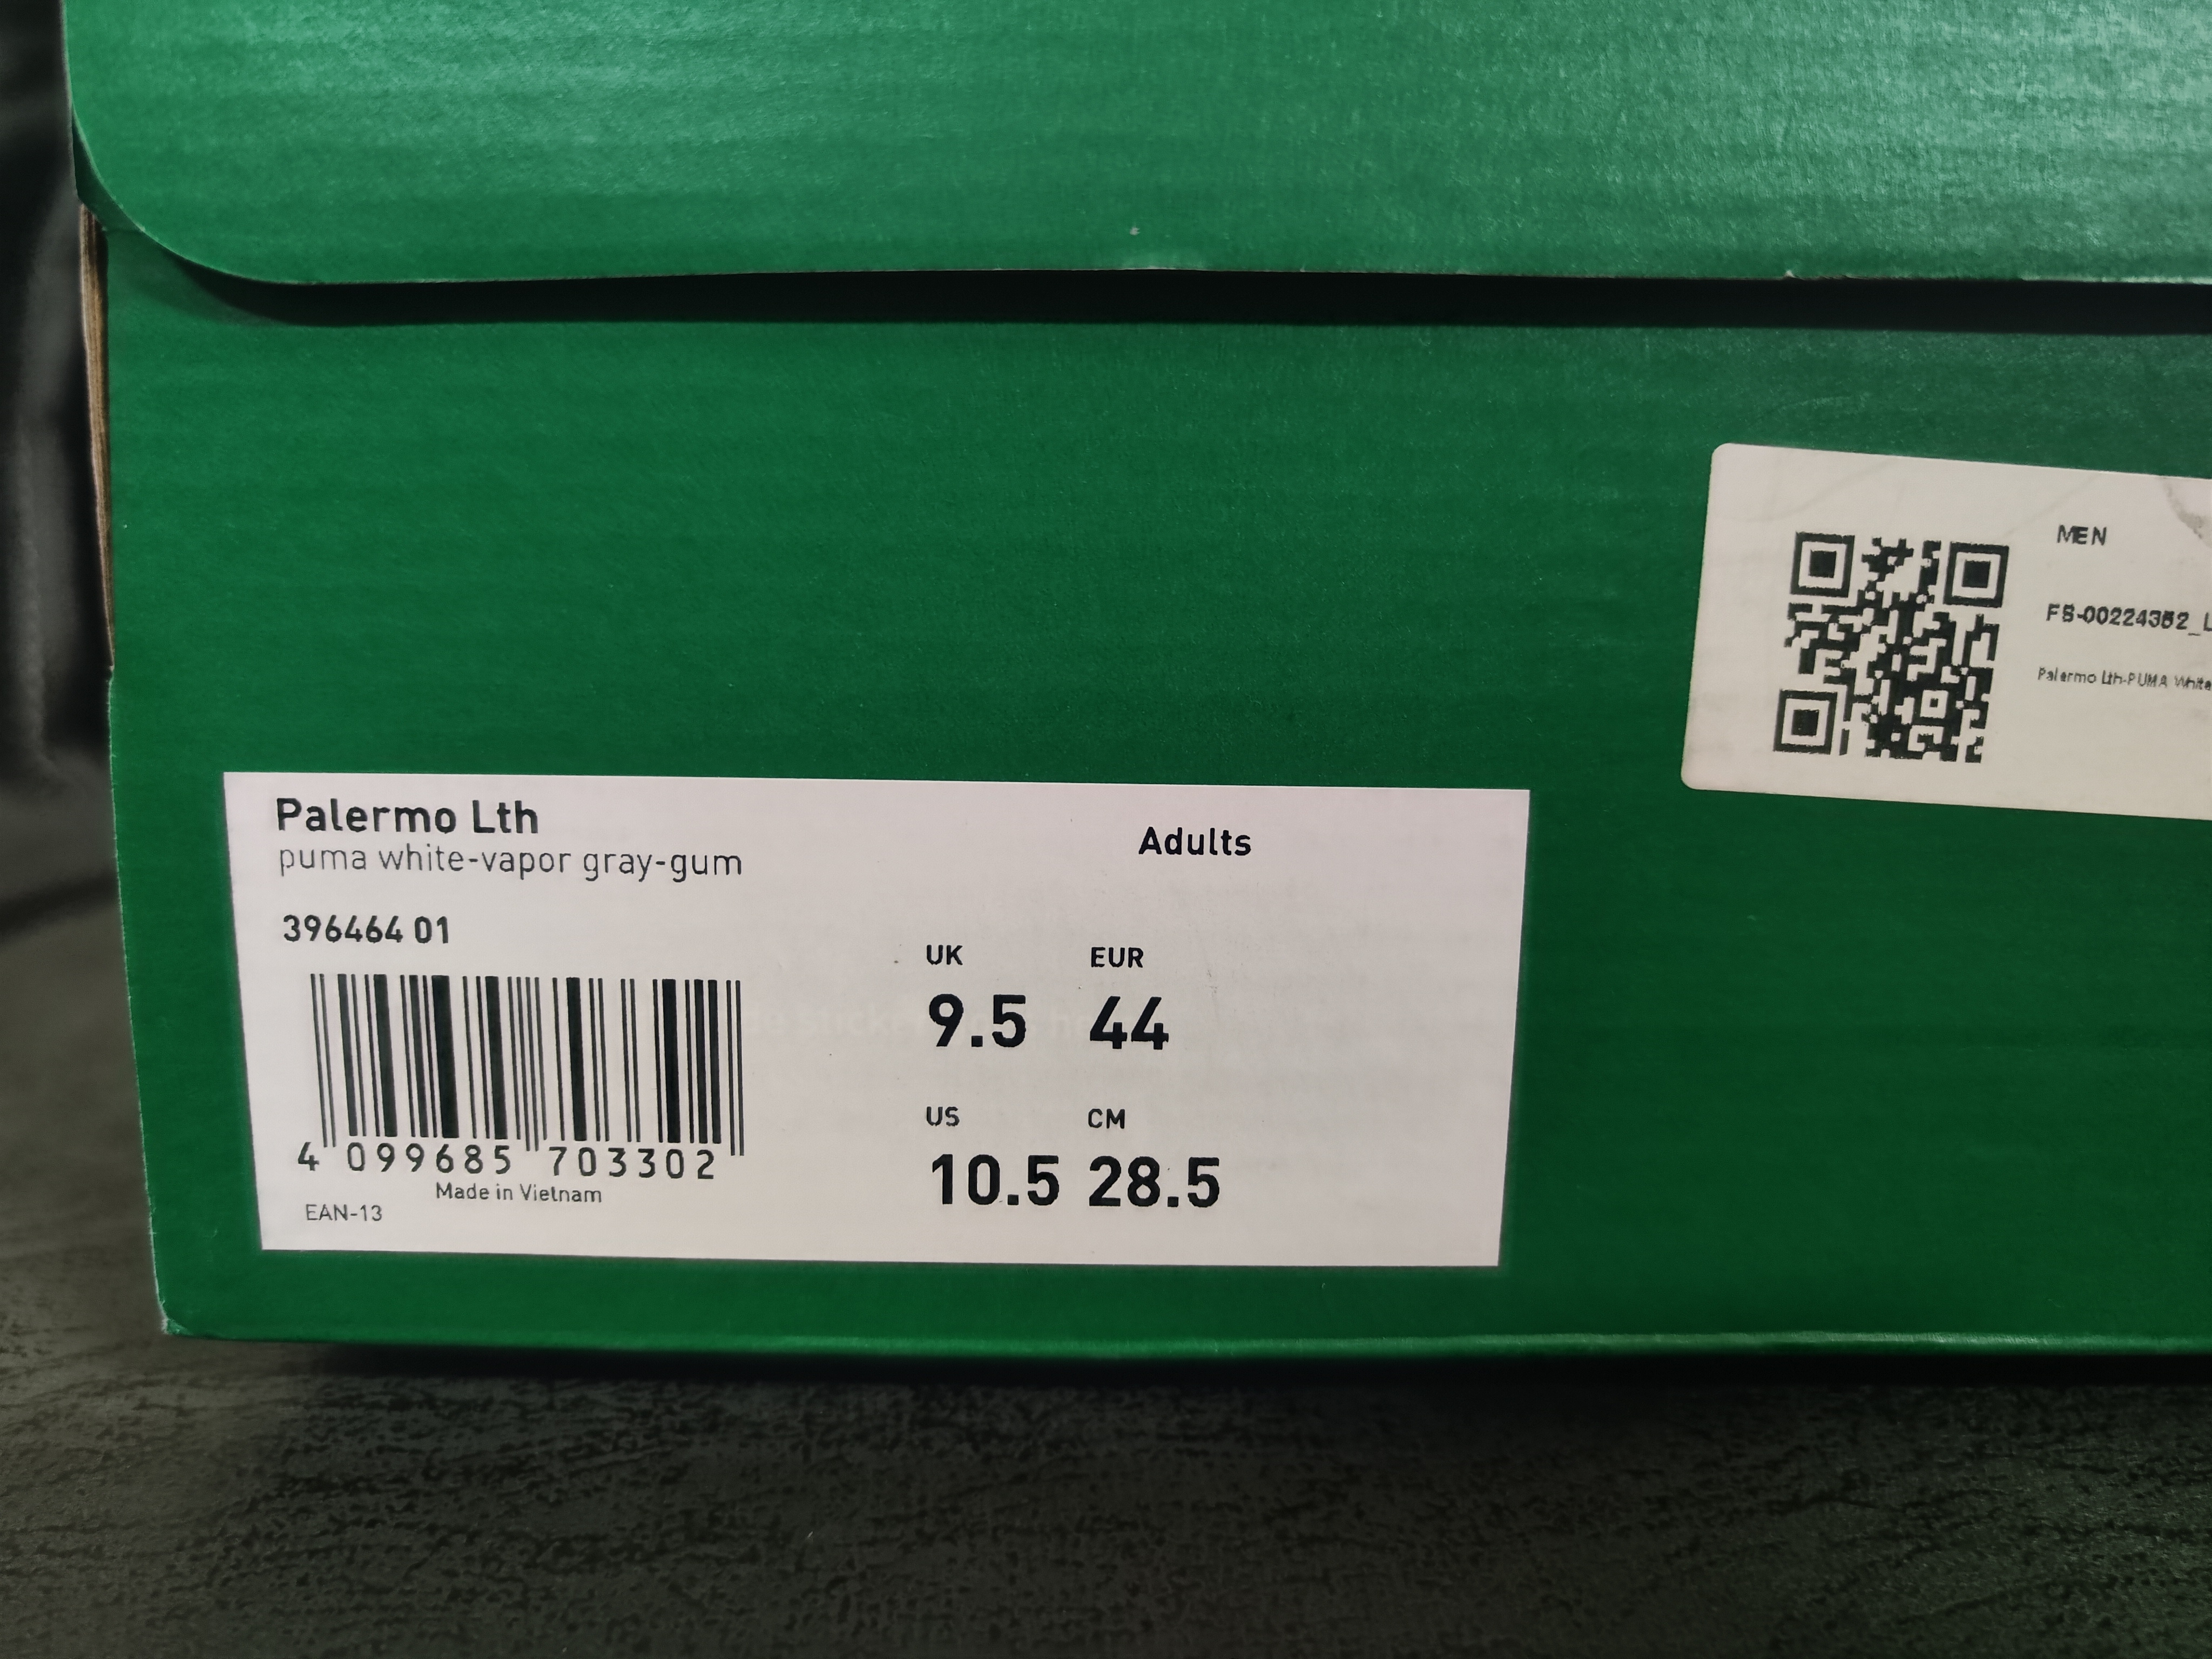 MEN
FS-00224352_L
Palermo Lth-PUMA White
Palermo Lth
puma white-vapor gray-gum
Adults
396464 01
UK EUR
9.5 44
US CM
10.5 28.5
4 099685 703302
Made in Vietnam
EAN-13